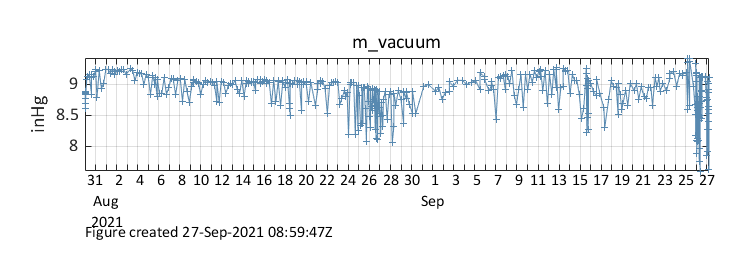 m_vacuum
inHg
9
8.5
8
31 2 4 6 8 10 12 14 16 18 20 22 24 26 28 30 1 3 5 7 9 11 13 15 17 19 21 23 25 27
Aug Sep
2021
Figure created 27-Sep-2021 08:59:47Z